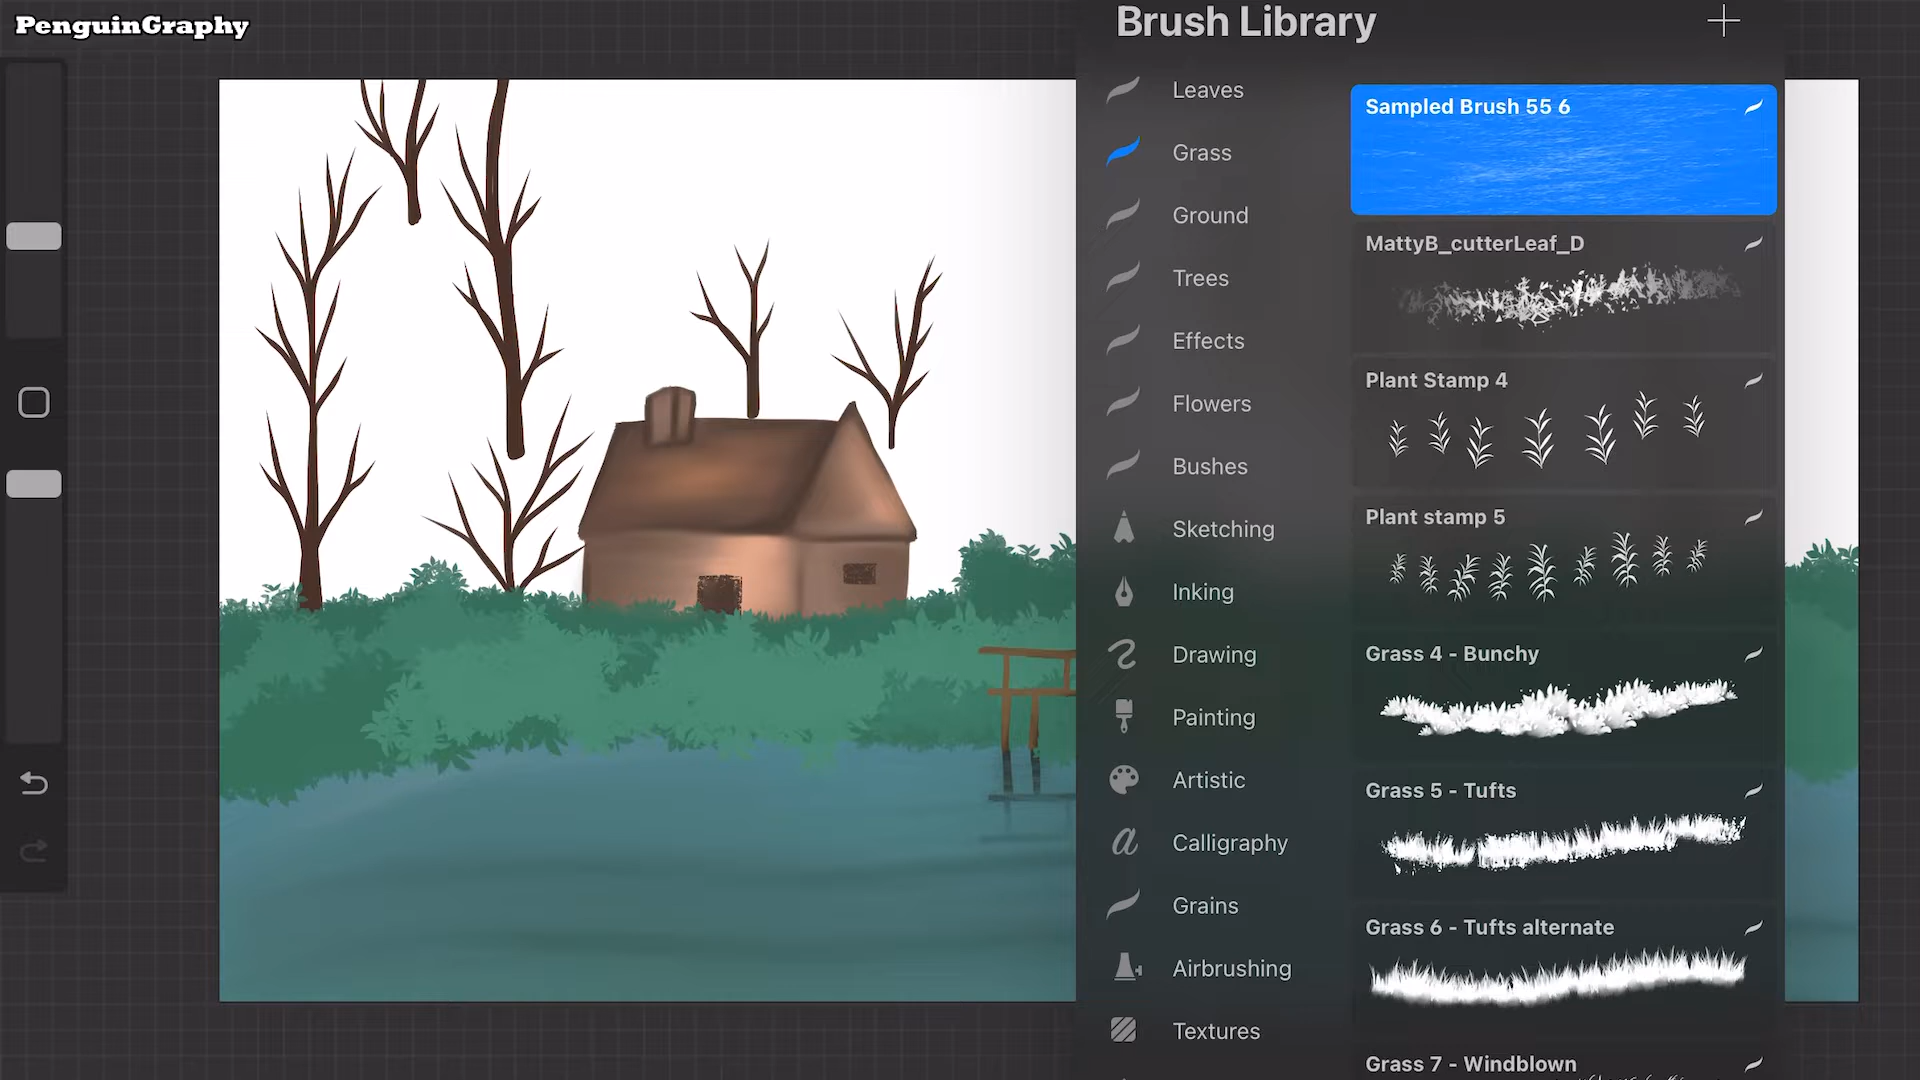 PenguinGraphy
Brush Library
Leaves
Grass
Ground
Trees
Effects
Flowers
Bushes
Sketching
Inking
Drawing
Painting
Artistic
Calligraphy
Grains
Airbrushing
Textures
Sampled Brush 55 6
MattyB_cutterLeaf_D
Plant Stamp 4
Plant stamp 5
Grass 4 - Bunchy
Grass 5 - Tufts
Grass 6 - Tufts alternate
Grass 7 - Windblown